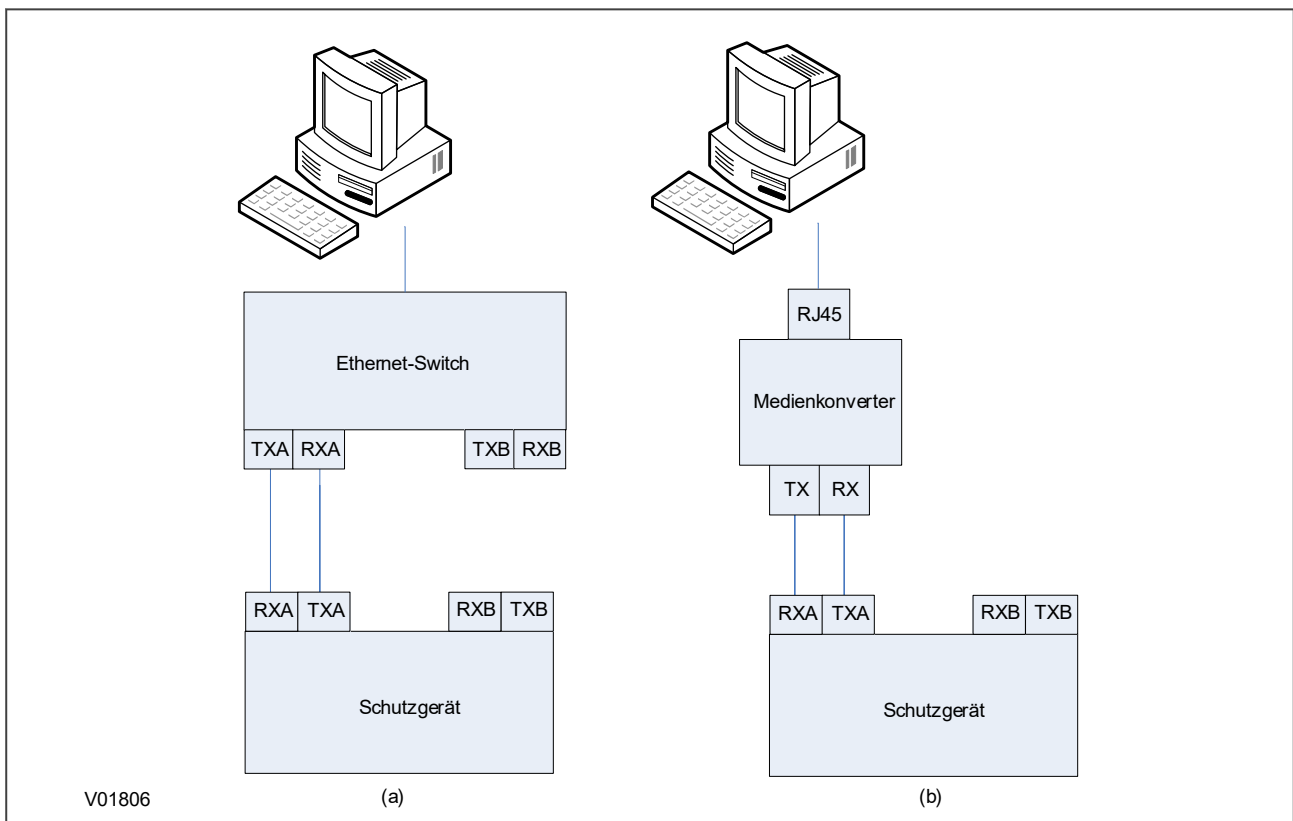 RJ45
Ethernet-Switch
Medienkonverter
TXA RXA TXB RXB
TX RX
RXA TXA RXB TXB
RXA TXA RXB TXB
Schutzgerät
Schutzgerät
V01806 (a) (b)